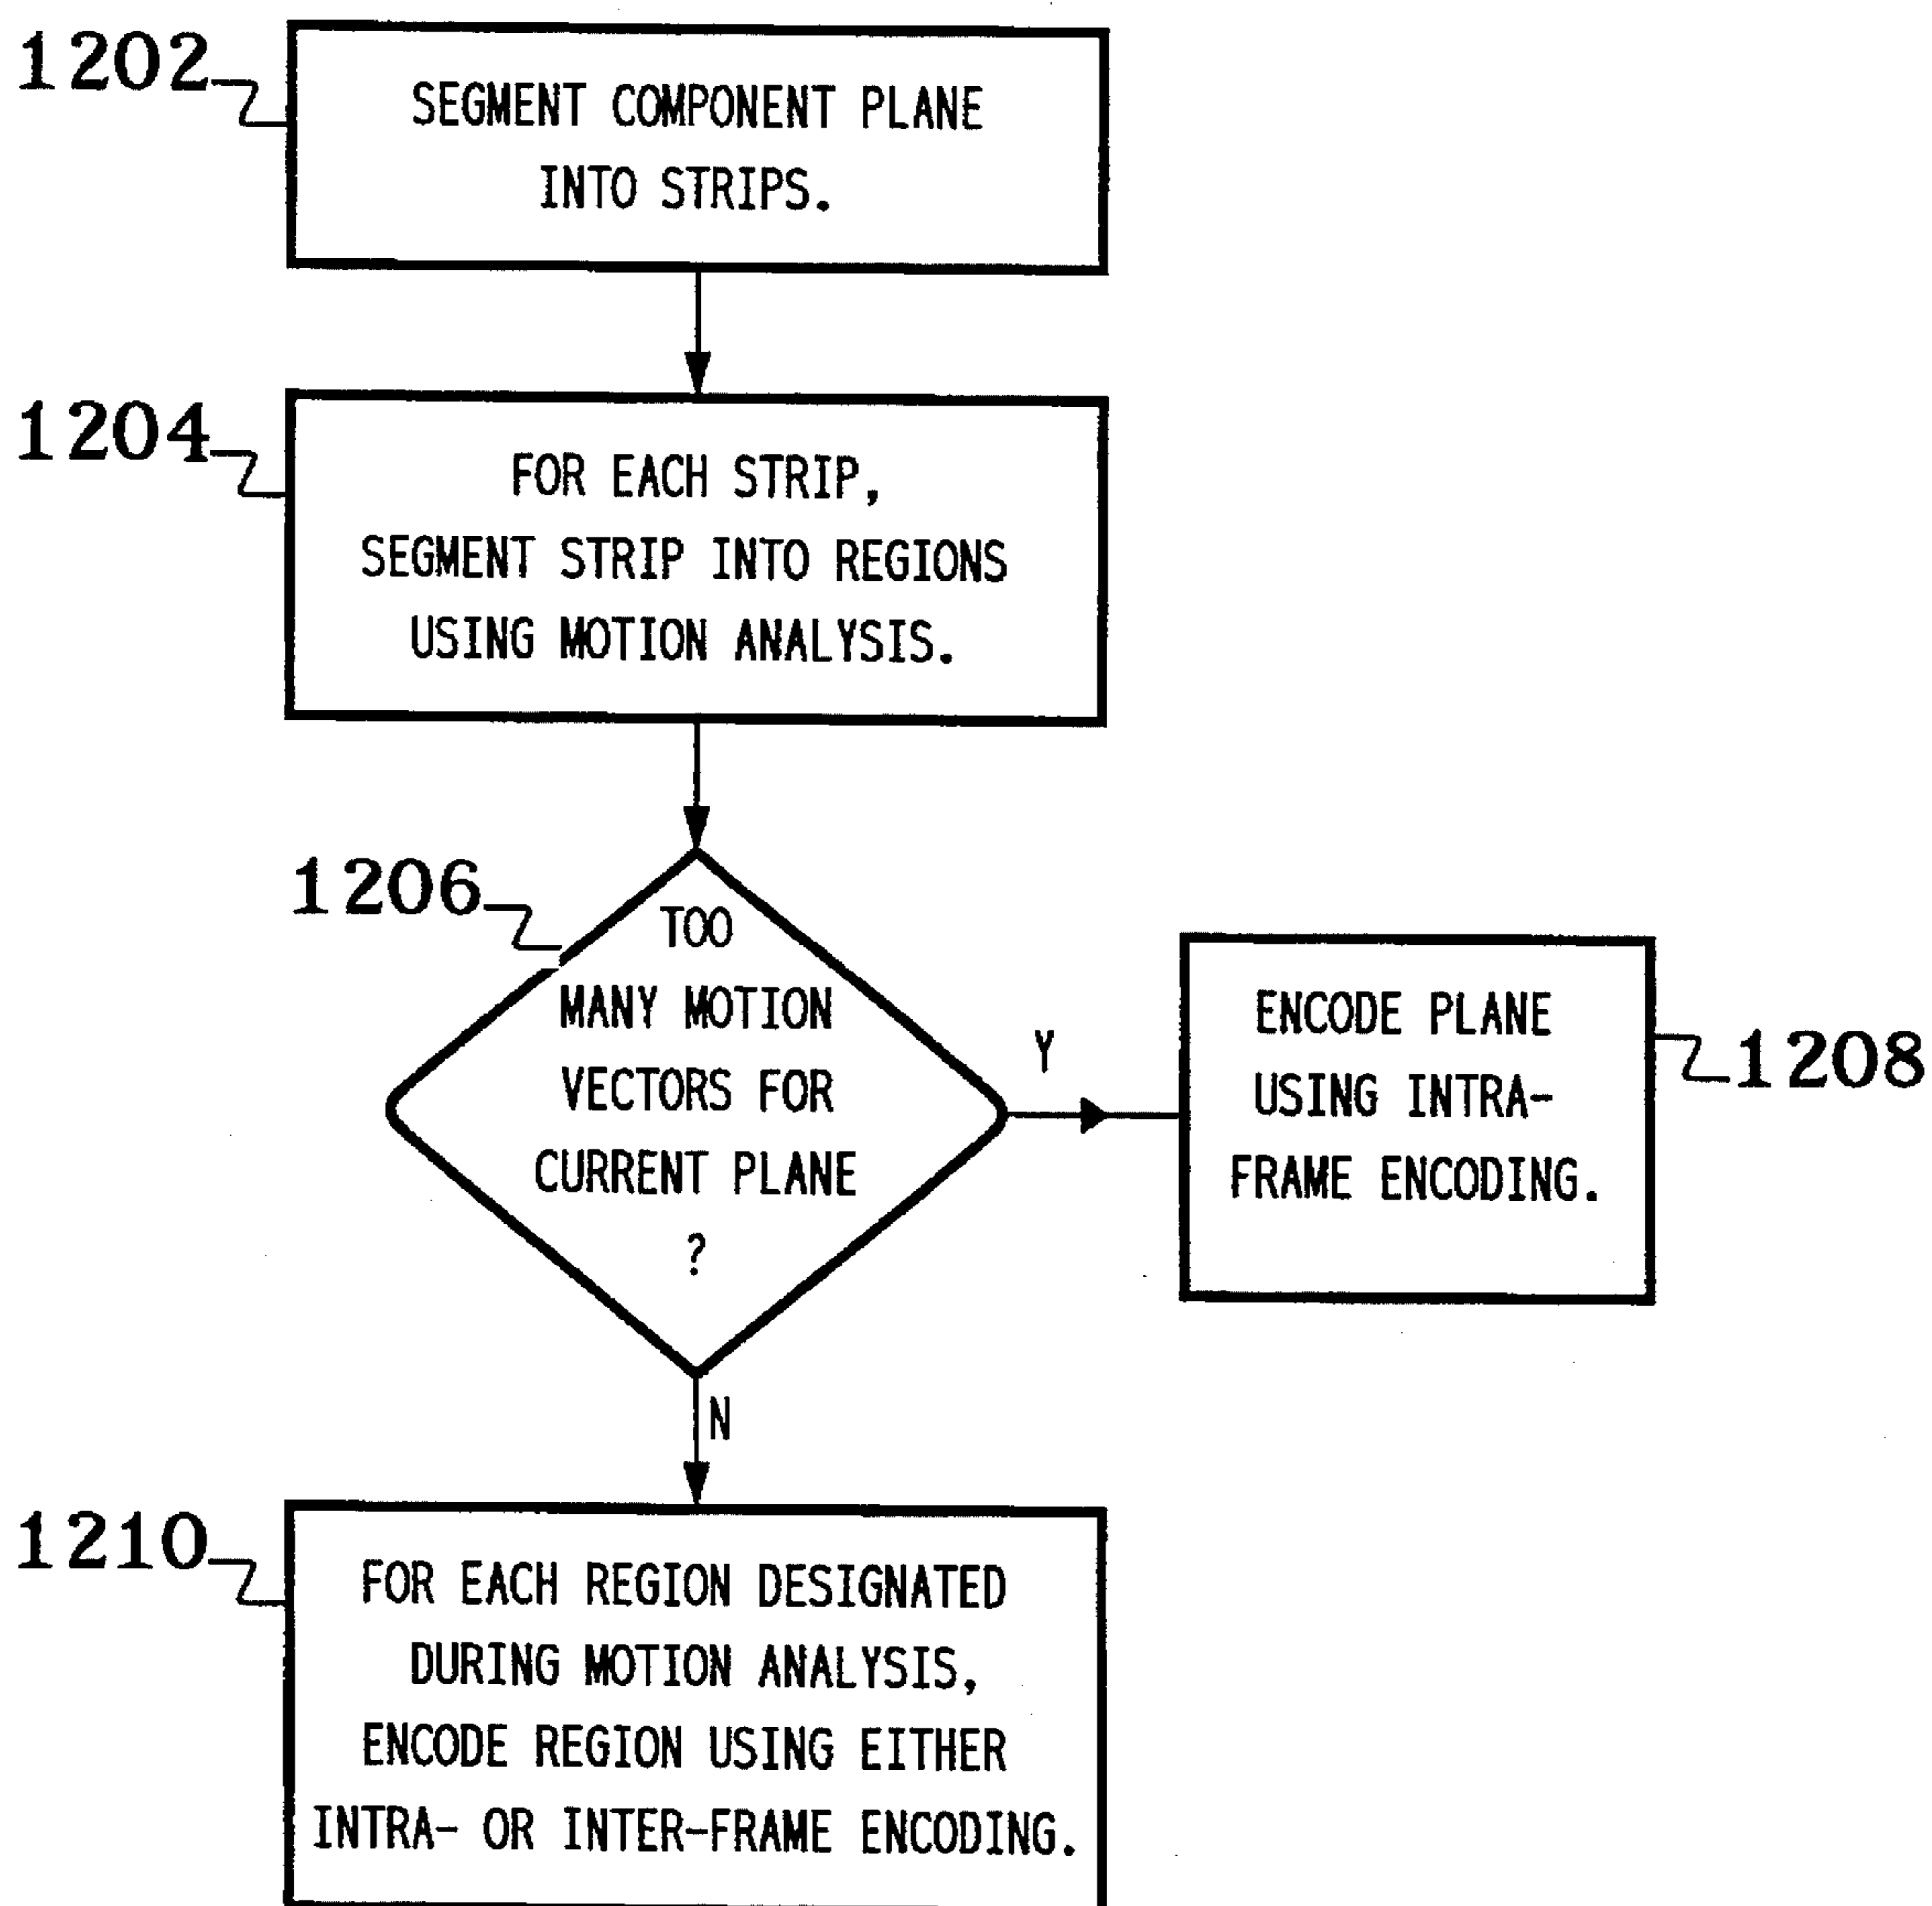 1202
SEGMENT COMPONENT PLANE
INTO STRIPS.
1204
FOR EACH STRIP,
SEGMENT STRIP INTO REGIONS
USING MOTION ANALYSIS.
1206
TOO
MANY MOTION
VECTORS FOR
CURRENT PLANE
?
Y
ENCODE PLANE
USING INTRA-
FRAME ENCODING.
1208
N
1210
FOR EACH REGION DESIGNATED
DURING MOTION ANALYSIS,
ENCODE REGION USING EITHER
INTRA- OR INTER-FRAME ENCODING.